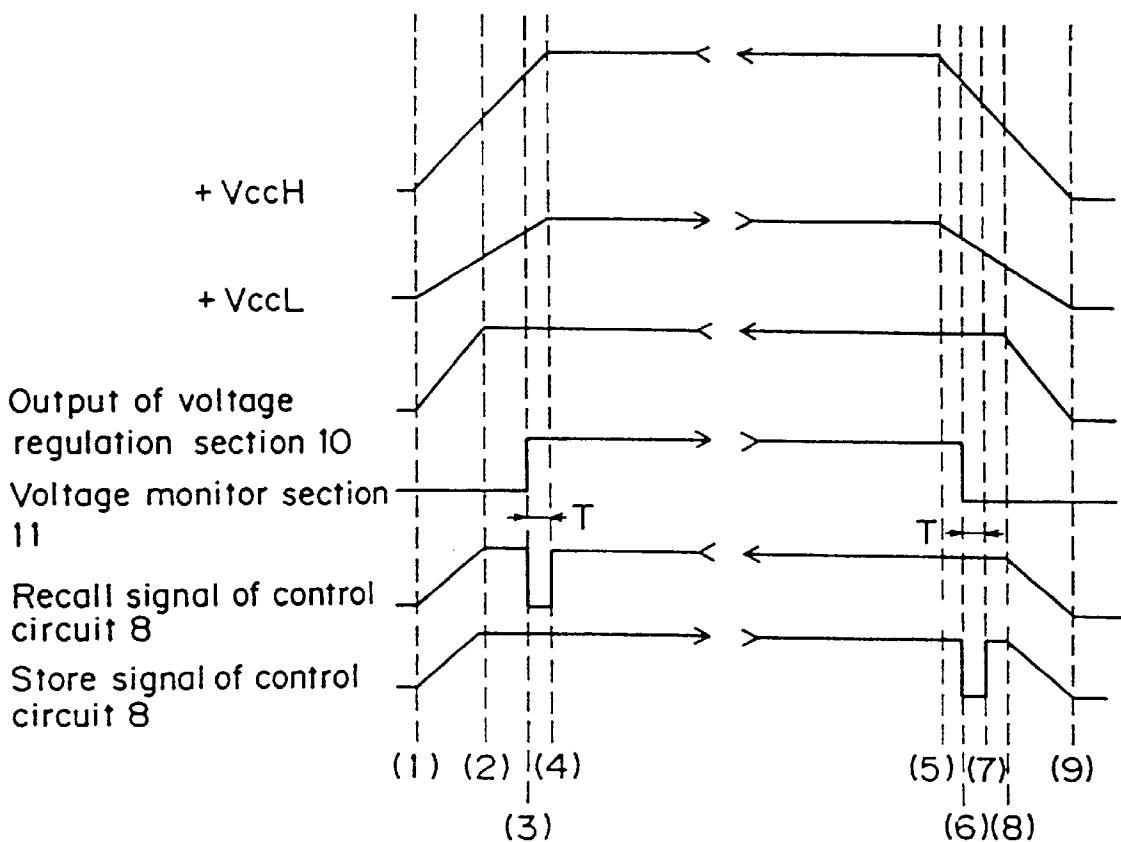 + VccH
+ VccL
Output of voltage
regulation section 10
Voltage monitor section
11
T
T
Recall signal of control
circuit 8
Store signal of control
circuit 8
(1) (2) (4) (5) (7) (9)
(3) (6) (8)